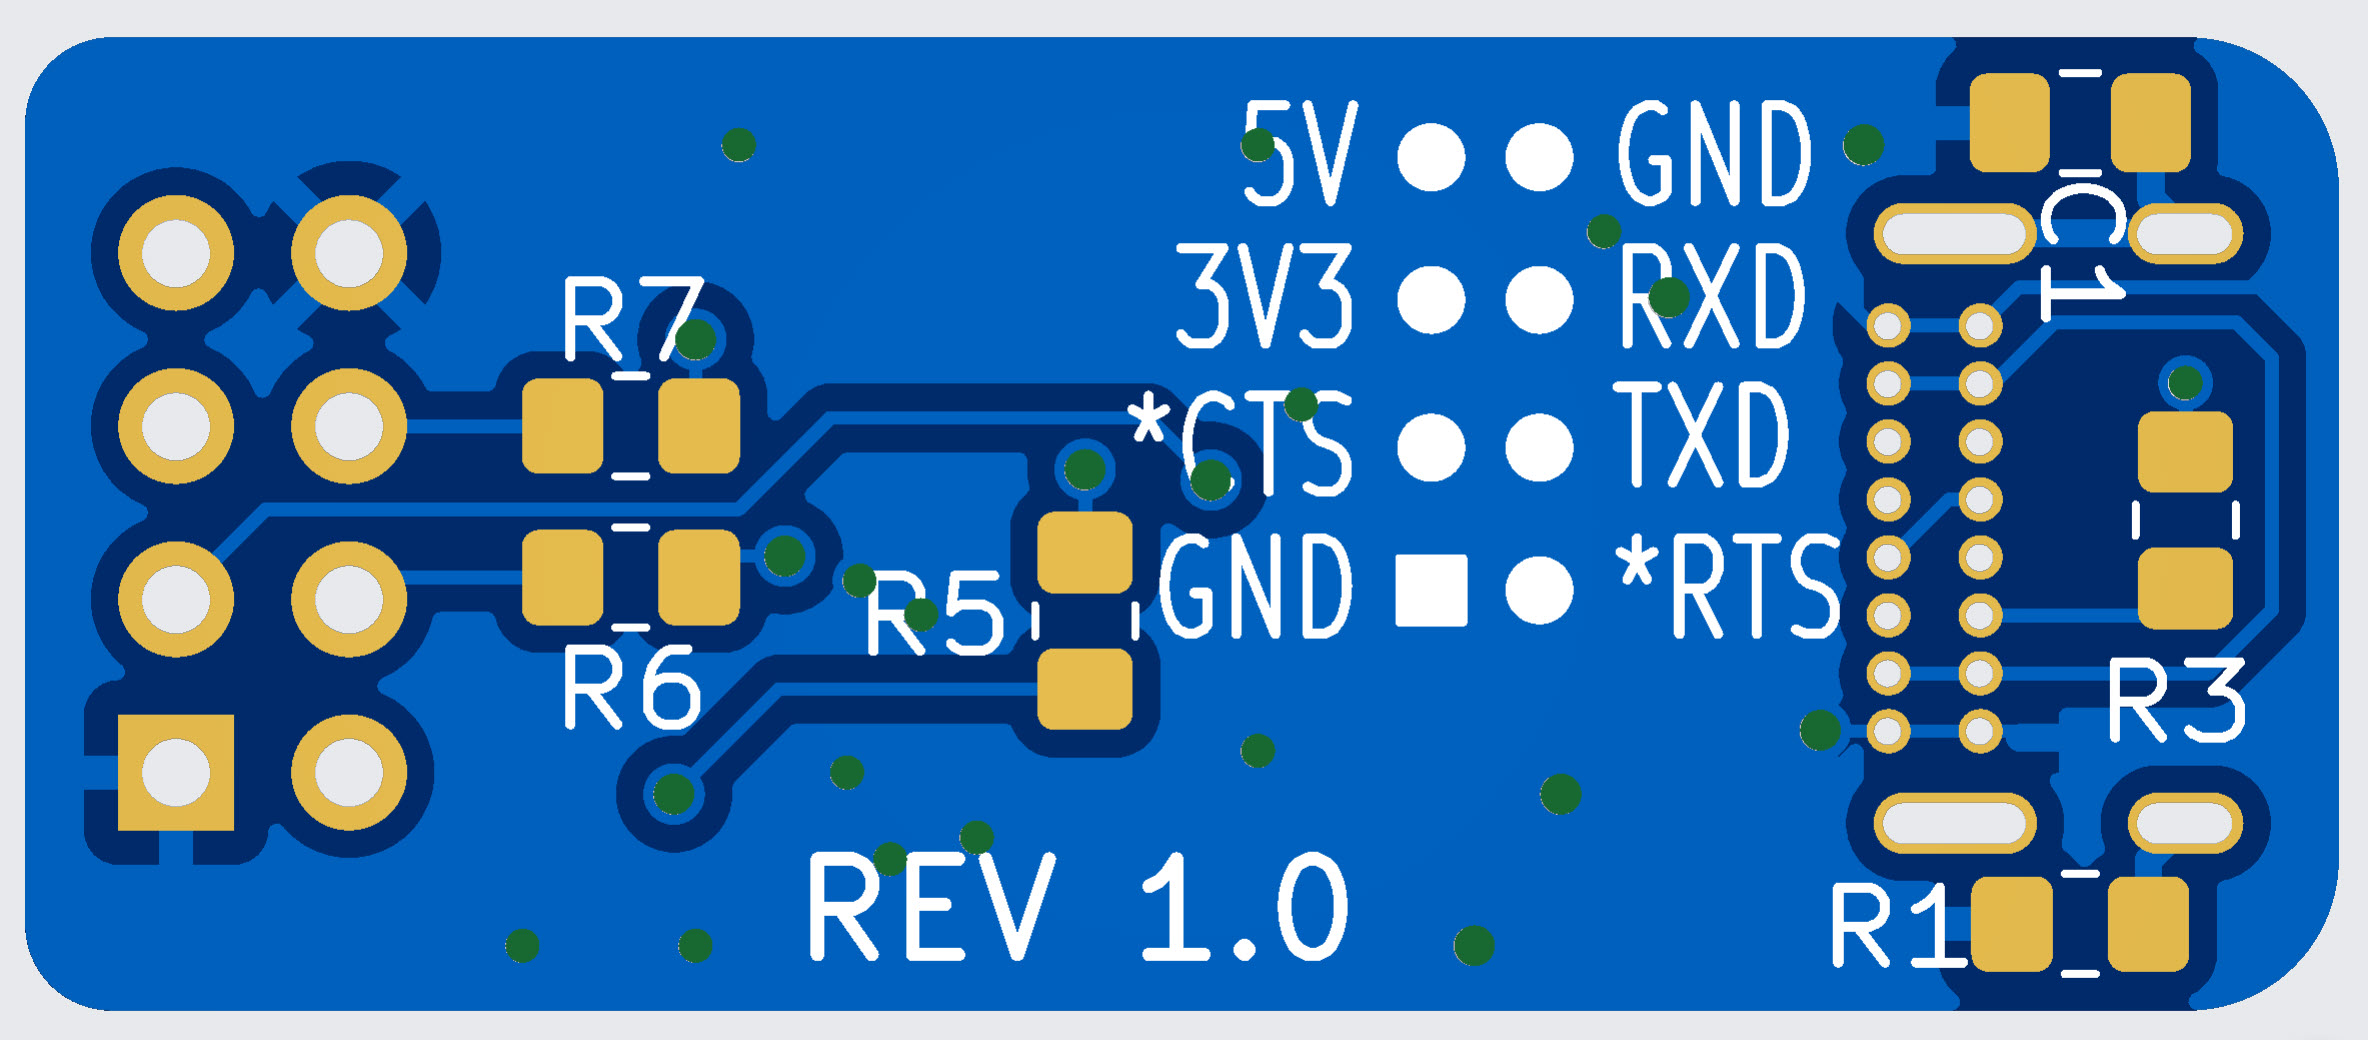 5V GND
C1
3V3 RXD
R7
*CTS TXD
GND *RTS
R5
R6
R3
REV 1.0
R1